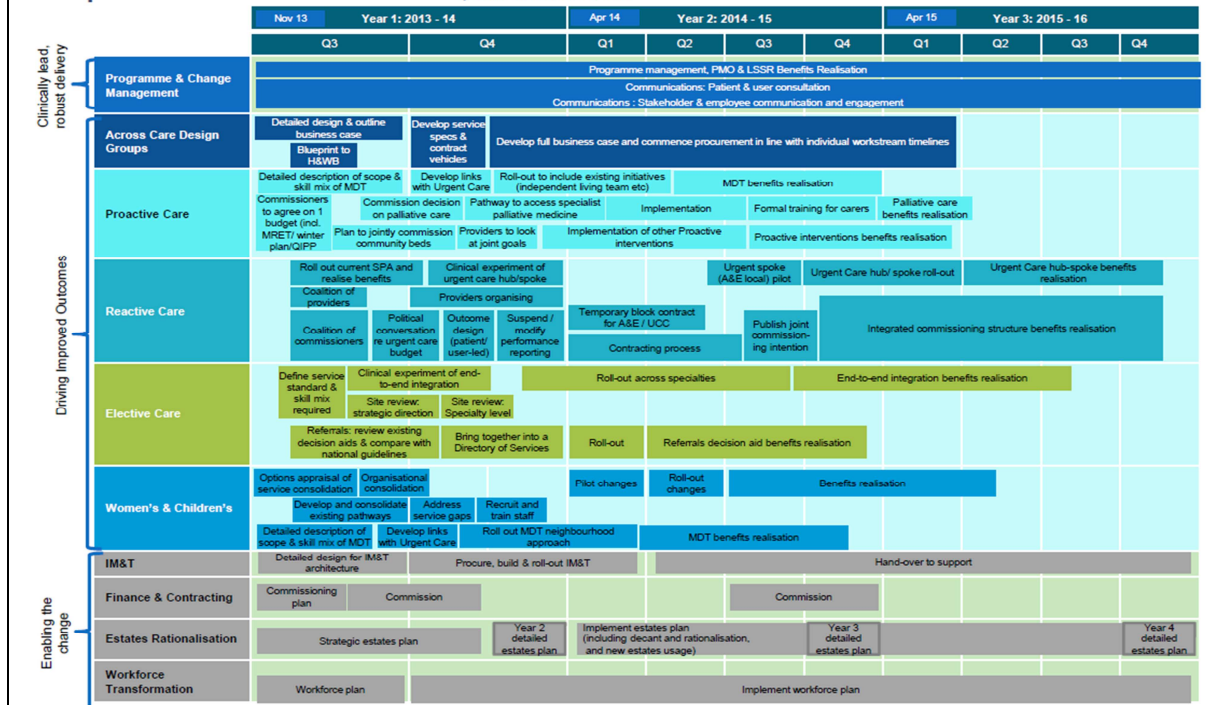 Nov 13
Year 1: 2013 - 14
Apr 14
Year 2: 2014 - 15
Apr 15
Year 3: 2015 - 16
Q3
Q4
Q1
Q2
Q3
Q4
Q1
Q2
Q3
Q4
Clinically lead,
robust delivery
Programme & Change
Management
Programme management, PMO & LSSR Benefits Realisation
Communications: Patient & user consultation
Communications : Stakeholder & employee communication and engagement
Driving Improved Outcomes
Across Care Design
Groups
Detailed design & outline
business case
Blueprint to
H&WB
Develop service
specs &
contract
vehicles
Develop full business case and commence procurement in line with individual workstream timelines
Proactive Care
Detailed description of scope &
skill mix of MDT
Develop links
with Urgent Care
Roll-out to include existing initiatives
(independent living team etc)
MDT benefits realisation
Commissioners
to agree on 1
budget (incl.
MRET/ winter
plan/QIPP
Commission decision
on palliative care
Pathway to access specialist
palliative medicine
Implementation
Formal training for carers
Palliative care
benefits realisation
Plan to jointly commission
community beds
Providers to look
at joint goals
Implementation of other Proactive
interventions
Proactive interventions benefits realisation
Reactive Care
Roll out current SPA and
realise benefits
Clinical experiment of
urgent care hub/spoke
Urgent spoke
(A&E local) pilot
Urgent Care hub/ spoke roll-out
Urgent Care hub-spoke benefits
realisation
Coalition of
providers
Providers organising
Coalition of
commissioners
Political
conversation
re urgent care
budget
Outcome
design
(patient/
user-led)
Suspend /
modify
performance
reporting
Temporary block contract
for A&E / UCC
Contracting process
Publish joint
commission-
ing intention
Integrated commissioning structure benefits realisation
Elective Care
Define service
standard &
skill mix
required
Clinical experiment of end-
to-end integration
Roll-out across specialties
End-to-end integration benefits realisation
Site review:
strategic direction
Site review:
Specialty level
Referrals: review existing
decision aids & compare with
national guidelines
Bring together into a
Directory of Services
Roll-out
Referrals decision aid benefits realisation
Women's & Children's
Options appraisal of
service consolidation
Organisational
consolidation
Pilot changes
Roll-out
changes
Benefits realisation
Develop and consolidate
existing pathways
Address
service gaps
Recruit and
train staff
Detailed description of
scope & skill mix of MDT
Develop links
with Urgent Care
Roll out MDT neighbourhood
approach
MDT benefits realisation
Enabling the
change
IM&T
Detailed design for IM&T
architecture
Procure, build & roll-out IM&T
Hand-over to support
Finance & Contracting
Commissioning
plan
Commission
Commission
Estates Rationalisation
Strategic estates plan
Year 2
detailed
estates plan
Implement estates plan
(including decant and rationalisation,
and new estates usage)
Year 3
detailed
estates plan
Year 4
detailed
estates plan
Workforce
Transformation
Workforce plan
Implement workforce plan